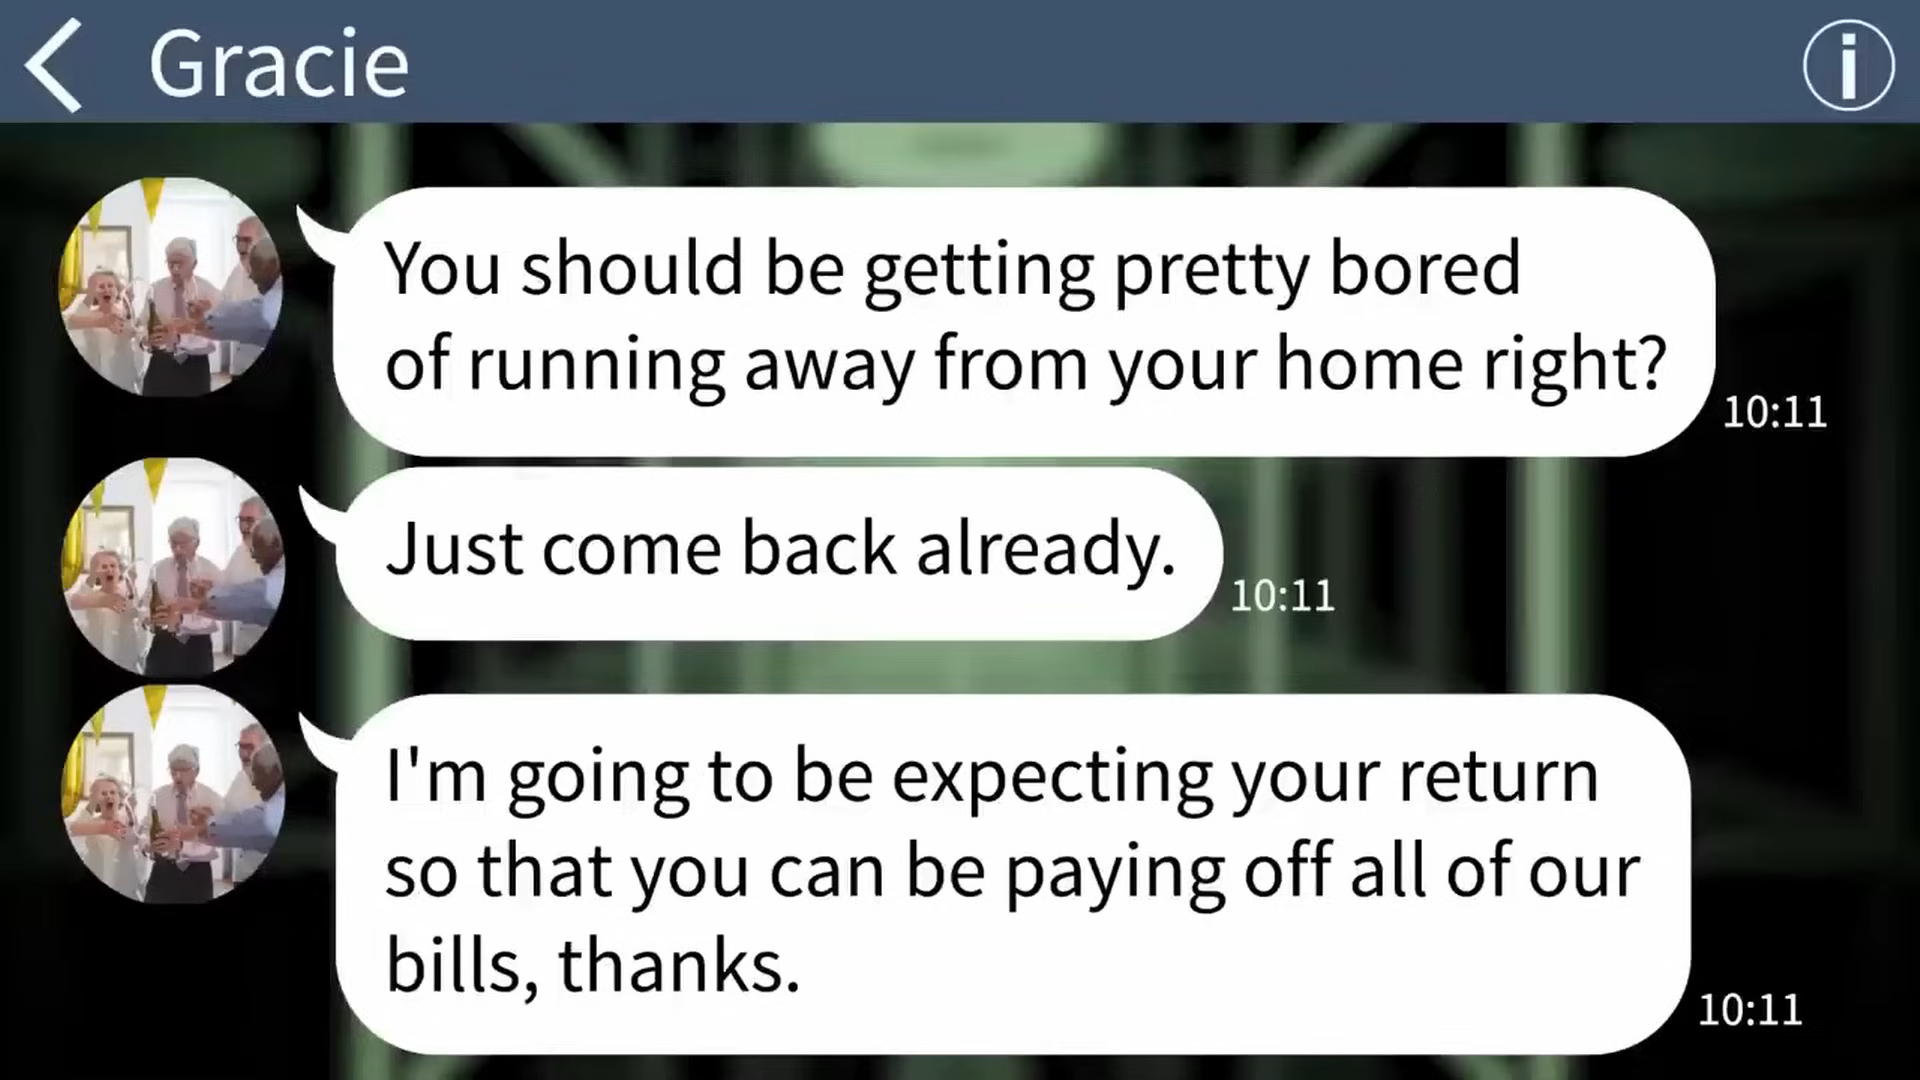 Gracie
You should be getting pretty bored
of running away from your home right?
10:11
Just come back already.
10:11
I'm going to be expecting your return
so that you can be paying off all of our
bills, thanks.
10:11